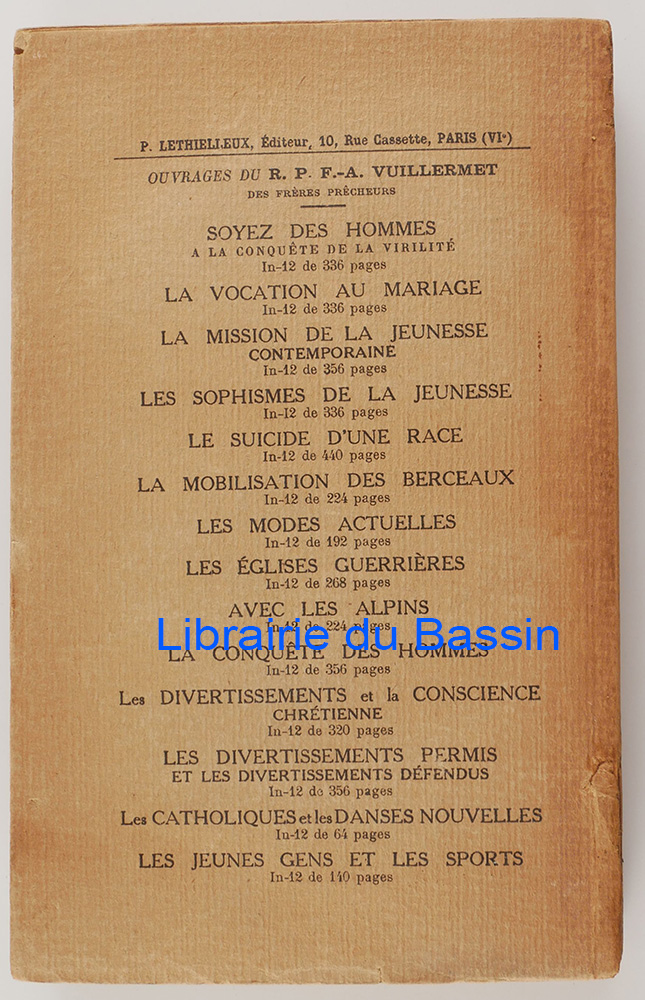 P. LETHIELLEUX, Éditeur, 10, Rue Cassette, PARIS (VIe)
OUVRAGES DU R. P. F.-A. VUILLERMET
DES FRÈRES PRÊCHEURS
SOYEZ DES HOMMES
A LA CONQUÊTE DE LA VIRILITÉ
In-12 de 336 pages
LA VOCATION AU MARIAGE
In-12 de 336 pages
LA MISSION DE LA JEUNESSE
CONTEMPORAINE
In-12 de 356 pages
LES SOPHISMES DE LA JEUNESSE
In-12 de 336 pages
LE SUICIDE D'UNE RACE
In-12 de 440 pages
LA MOBILISATION DES BERCEAUX
In-12 de 224 pages
LES MODES ACTUELLES
In-12 de 192 pages
LES ÉGLISES GUERRIÈRES
In-12 de 268 pages
AVEC LES ALPINS
In-12 de 224 pages
Librairie du Bassin
LA CONQUÊTE DES HOMMES
In-12 de 356 pages
Les DIVERTISSEMENTS et la CONSCIENCE
CHRÉTIENNE
In-12 de 320 pages
LES DIVERTISSEMENTS PERMIS
ET LES DIVERTISSEMENTS DÉFENDUS
In-12 de 356 pages
Les CATHOLIQUES et les DANSES NOUVELLES
In-12 de 64 pages
LES JEUNES GENS ET LES SPORTS
In-12 de 140 pages